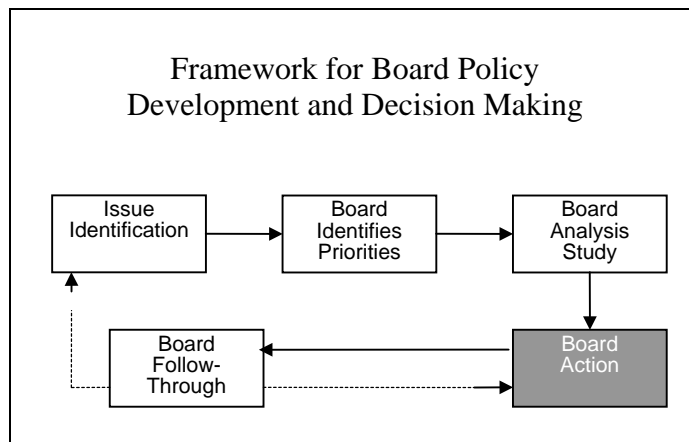 Framework for Board Policy
Development and Decision Making
Issue
Identification
Board
Identifies
Priorities
Board
Analysis
Study
Board
Follow-
Through
Board
Action